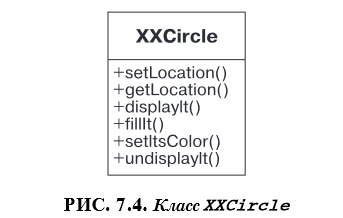 XXCircle
+setLocation()
+getLocation()
+displayIt()
+fillIt()
+setItsColor()
+undisplayIt()
РИС. 7.4. Класс XXCircle